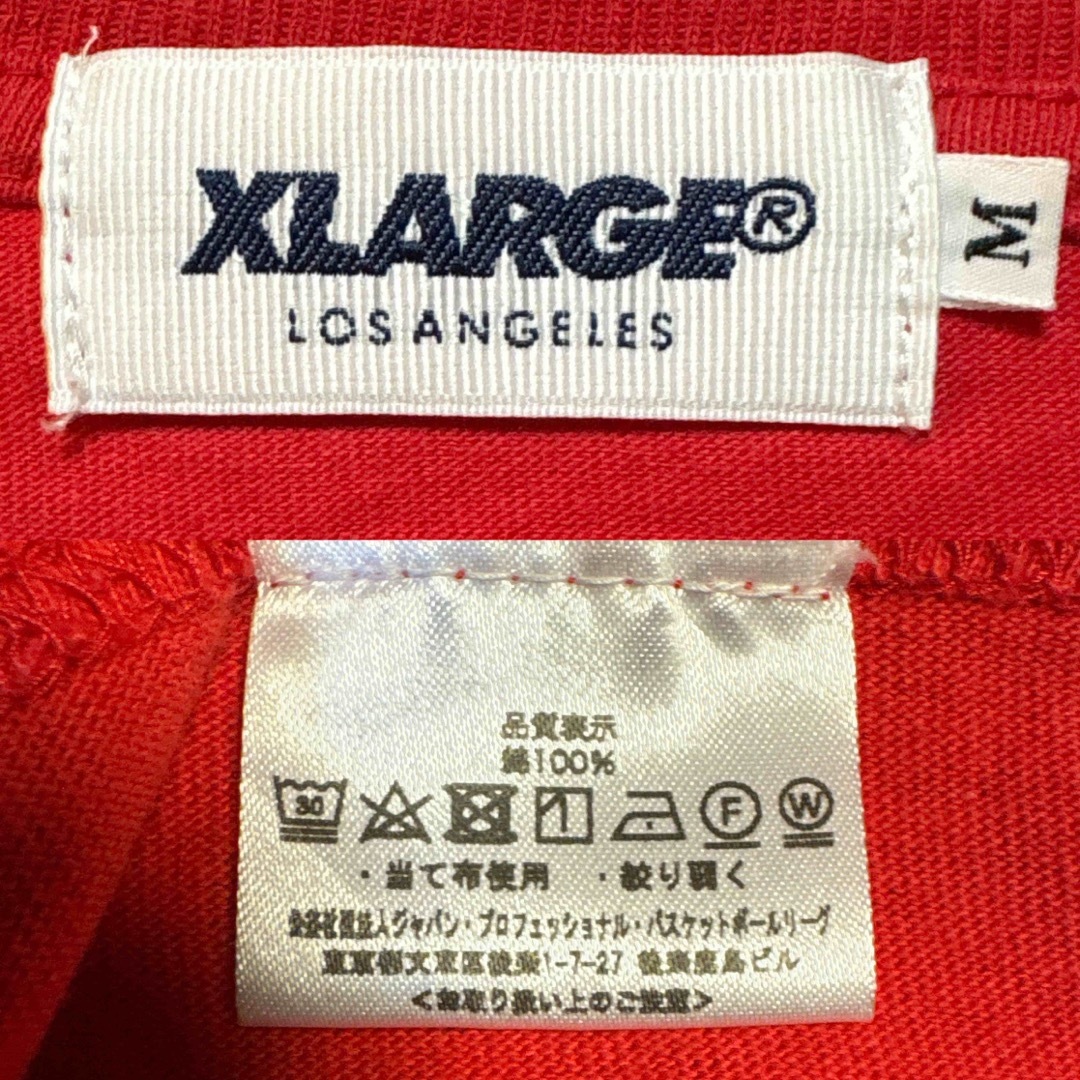 XLARGE®
LOS ANGELES
M
品質表示
綿100%
30
F
W
・当て布使用 ・絞り弱く
公益社団法人ジャパン・プロフェッショナル・バスケットボールリーグ
東京都文京区後楽1-7-27 後楽鹿島ビル
<お取り扱い上のご注意>